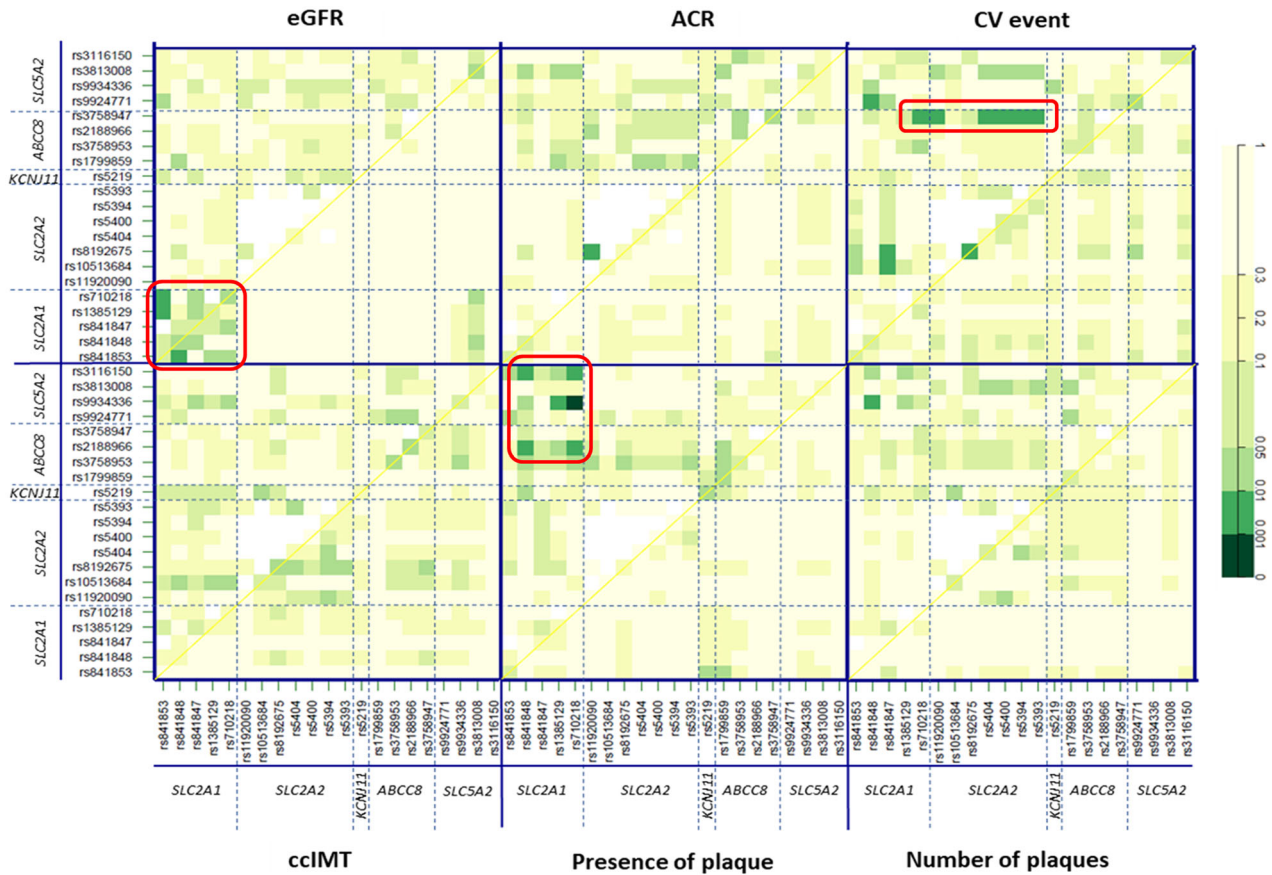 eGFR ACR CV event
SLC5A2
rs3116150
rs3813008
rs9934336
rs9924771
ABCC8
rs3758947
rs2188966
rs3758953
rs1799859
KCNJ11
rs5219
SLC2A2
rs5393
rs5394
rs5400
rs5404
rs8192675
rs10513684
rs11920090
SLC2A1
rs710218
rs1385129
rs841847
rs841848
rs841853
SLC5A2
rs3116150
rs3813008
rs9934336
rs9924771
ABCC8
rs3758947
rs2188966
rs3758953
rs1799859
KCNJ11
rs5219
SLC2A2
rs5393
rs5394
rs5400
rs5404
rs8192675
rs10513684
rs11920090
SLC2A1
rs710218
rs1385129
rs841847
rs841848
rs841853
1
0.3
0.2
0.1
0.05
0.01
0.001
0
rs841853 rs841848 rs841847 rs1385129 rs710218 rs11920090 rs10513684 rs8192675 rs5404 rs5400 rs5394 rs5393 rs5219 rs1799859 rs3758953 rs2188966 rs3758947 rs9924771 rs9934336 rs3813008 rs3116150
rs841853 rs841848 rs841847 rs1385129 rs710218 rs11920090 rs10513684 rs8192675 rs5404 rs5400 rs5394 rs5393 rs5219 rs1799859 rs3758953 rs2188966 rs3758947 rs9924771 rs9934336 rs3813008 rs3116150
rs841853 rs841848 rs841847 rs1385129 rs710218 rs11920090 rs10513684 rs8192675 rs5404 rs5400 rs5394 rs5393 rs5219 rs1799859 rs3758953 rs2188966 rs3758947 rs9924771 rs9934336 rs3813008 rs3116150
SLC2A1 SLC2A2 KCNJ11 ABCC8 SLC5A2 SLC2A1 SLC2A2 KCNJ11 ABCC8 SLC5A2 SLC2A1 SLC2A2 KCNJ11 ABCC8 SLC5A2
ccIMT Presence of plaque Number of plaques